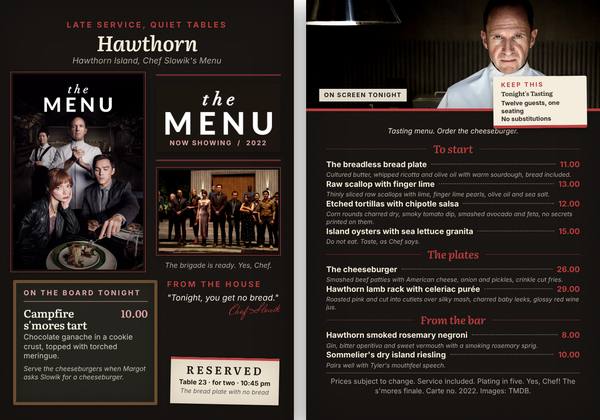 LATE SERVICE, QUIET TABLES
Hawthorn
Hawthorn Island, Chef Slowik's Menu
the
MENU
the
MENU
NOW SHOWING / 2022
The brigade is ready. Yes, Chef.
ON THE BOARD TONIGHT
Campfire s'mores tart 10.00
Chocolate ganache in a cookie
crust, topped with torched
meringue.
Serve the cheeseburgers when Margot
asks Slowik for a cheeseburger.
FROM THE HOUSE
"Tonight, you get no bread."
Chef Slowik
RESERVED
Table 23 · for two · 10:45 pm
The bread plate with no bread
ON SCREEN TONIGHT
KEEP THIS
Tonight's Tasting
Twelve guests, one
seating
No substitutions
Tasting menu. Order the cheeseburger.
To start
The breadless bread plate 11.00
Cultured butter, whipped ricotta and olive oil with warm sourdough, bread included.
Raw scallop with finger lime 13.00
Thinly sliced raw scallops with lime, finger lime pearls, olive oil and sea salt.
Etched tortillas with chipotle salsa 12.00
Corn rounds charred dry, smoky tomato dip, smashed avocado and feta, no secrets
printed on them.
Island oysters with sea lettuce granita 15.00
Do not eat. Taste, as Chef says.
The plates
The cheeseburger 26.00
Smashed beef patties with American cheese, onion and pickles, crinkle cut fries.
Hawthorn lamb rack with celeriac purée 29.00
Roasted pink and cut into cutlets over silky mash, charred baby leeks, glossy red wine
jus.
From the bar
Hawthorn smoked rosemary negroni 8.00
Gin, bitter aperitivo and sweet vermouth with a smoking rosemary sprig.
Sommelier's dry island riesling 10.00
Pairs well with Tyler's mouthfeel speech.
Prices subject to change. Service included. Plating in five. Yes, Chef! The
s'mores finale. Carte no. 2022. Images: TMDB.